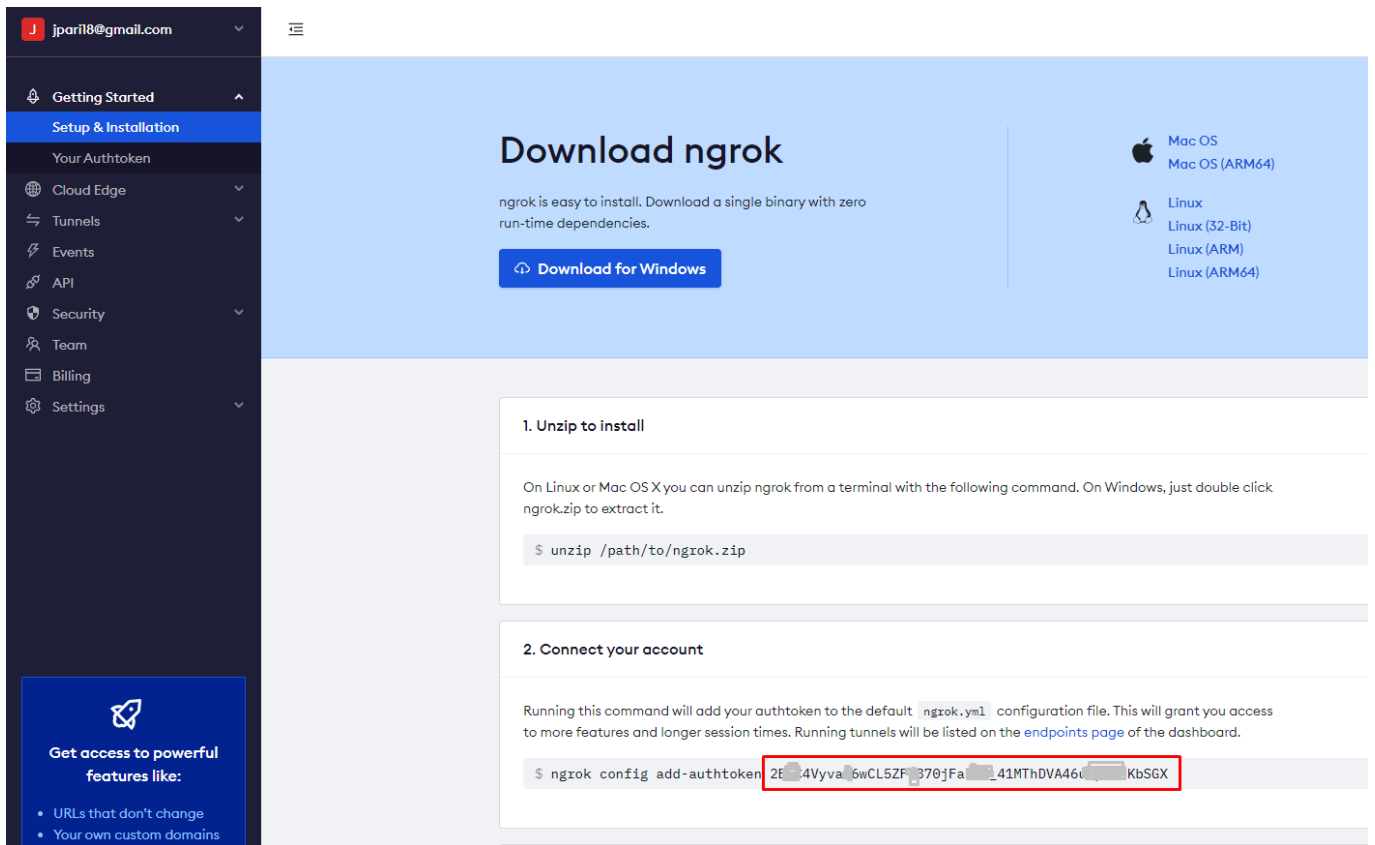 J jpari18@gmail.com
Getting Started
Setup & Installation
Your Authtoken
Cloud Edge
Tunnels
Events
API
Security
Team
Billing
Settings
Get access to powerful
features like:
• URLs that don't change
• Your own custom domains
Download ngrok
ngrok is easy to install. Download a single binary with zero
run-time dependencies.
Download for Windows
Mac OS
Mac OS (ARM64)
Linux
Linux (32-Bit)
Linux (ARM)
Linux (ARM64)
1. Unzip to install
On Linux or Mac OS X you can unzip ngrok from a terminal with the following command. On Windows, just double click
ngrok.zip to extract it.
$ unzip /path/to/ngrok.zip
2. Connect your account
Running this command will add your authtoken to the default ngrok.yml configuration file. This will grant you access
to more features and longer session times. Running tunnels will be listed on the endpoints page of the dashboard.
$ ngrok config add-authtoken